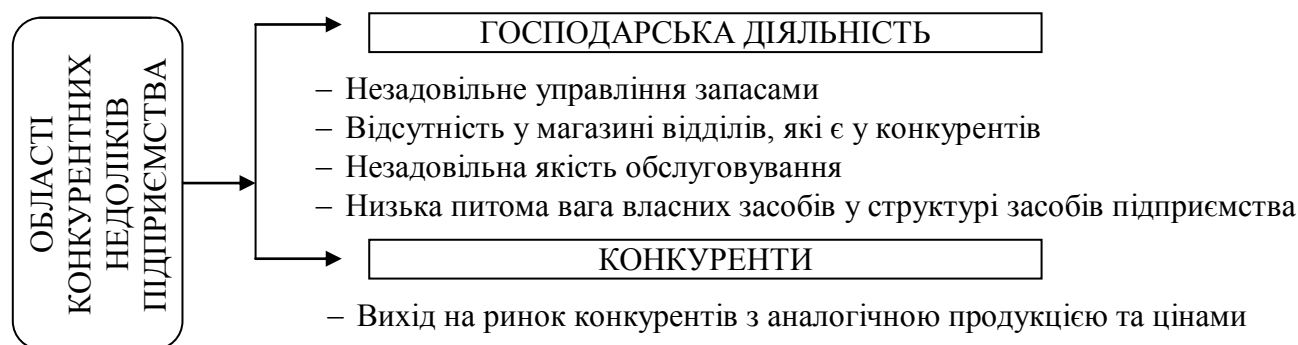 ОБЛАСТІ
КОНКУРЕНТНИХ
НЕДОЛІКІВ
ПІДПРИЄМСТВА
ГОСПОДАРСЬКА ДІЯЛЬНІСТЬ
– Незадовільне управління запасами
– Відсутність у магазині відділів, які є у конкурентів
– Незадовільна якість обслуговування
– Низька питома вага власних засобів у структурі засобів підприємства
КОНКУРЕНТИ
– Вихід на ринок конкурентів з аналогічною продукцією та цінами